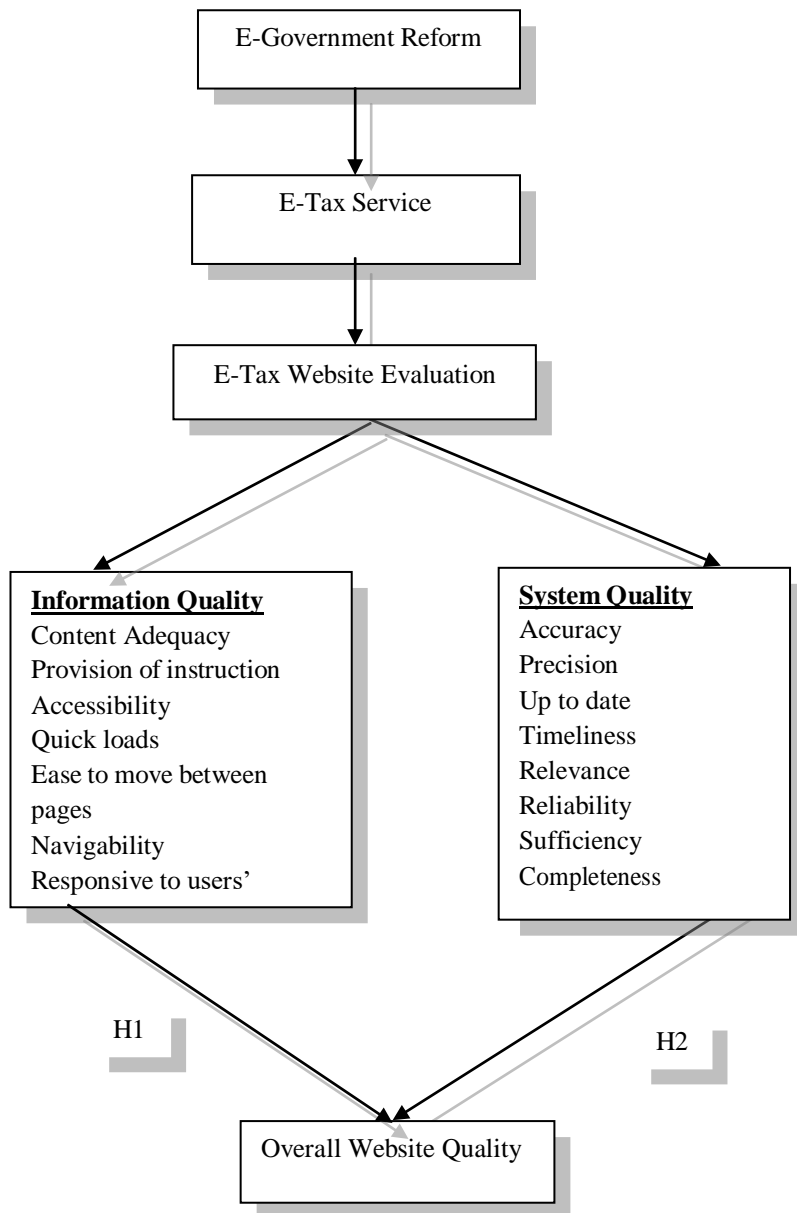 E-Government Reform
E-Tax Service
E-Tax Website Evaluation
Information Quality
Content Adequacy
Provision of instruction
Accessibility
Quick loads
Ease to move between
pages
Navigability
Responsive to users’
System Quality
Accuracy
Precision
Up to date
Timeliness
Relevance
Reliability
Sufficiency
Completeness
H1
H2
Overall Website Quality